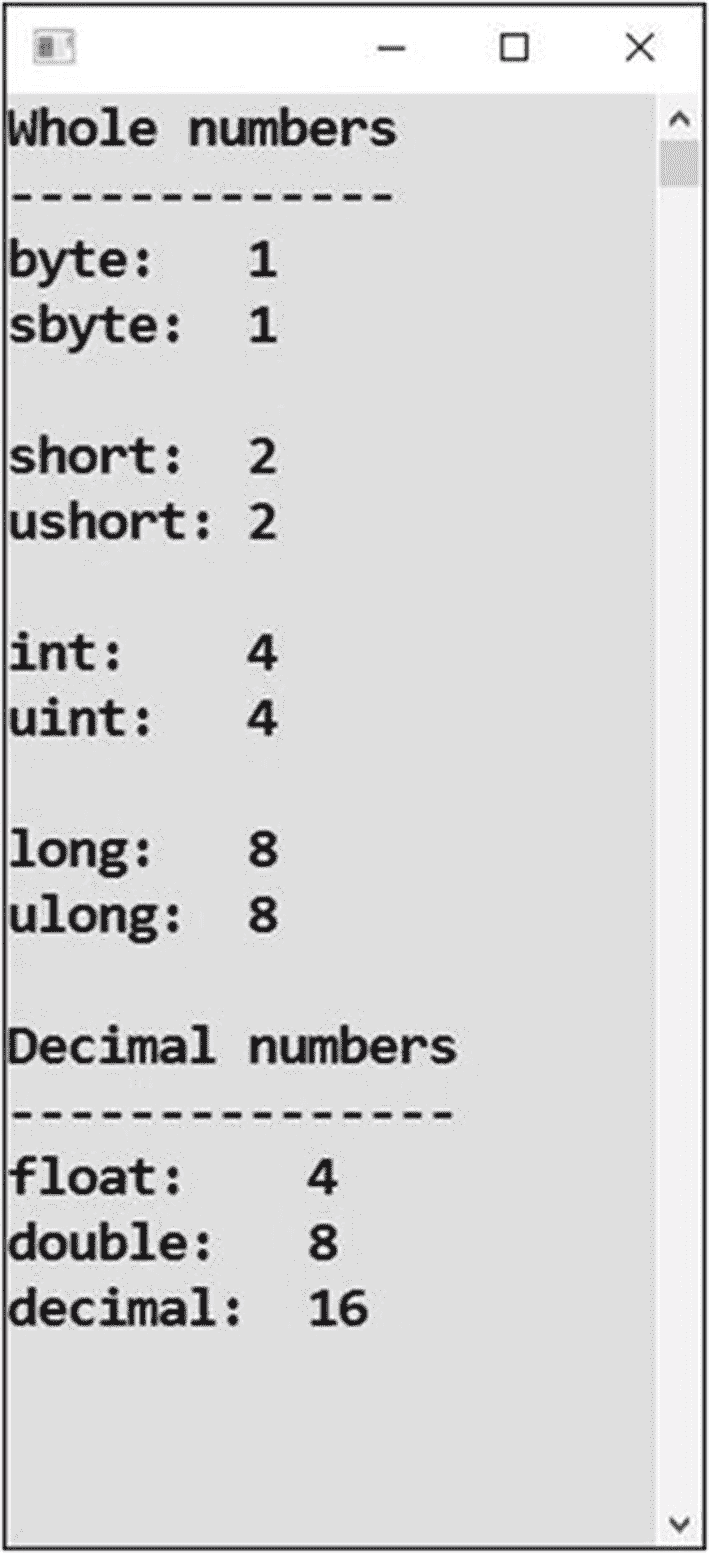 Whole numbers
-------------
byte:   1
sbyte:  1
short:  2
ushort: 2
int:    4
uint:   4
long:   8
ulong:  8
Decimal numbers
---------------
float:    4
double:   8
decimal:  16